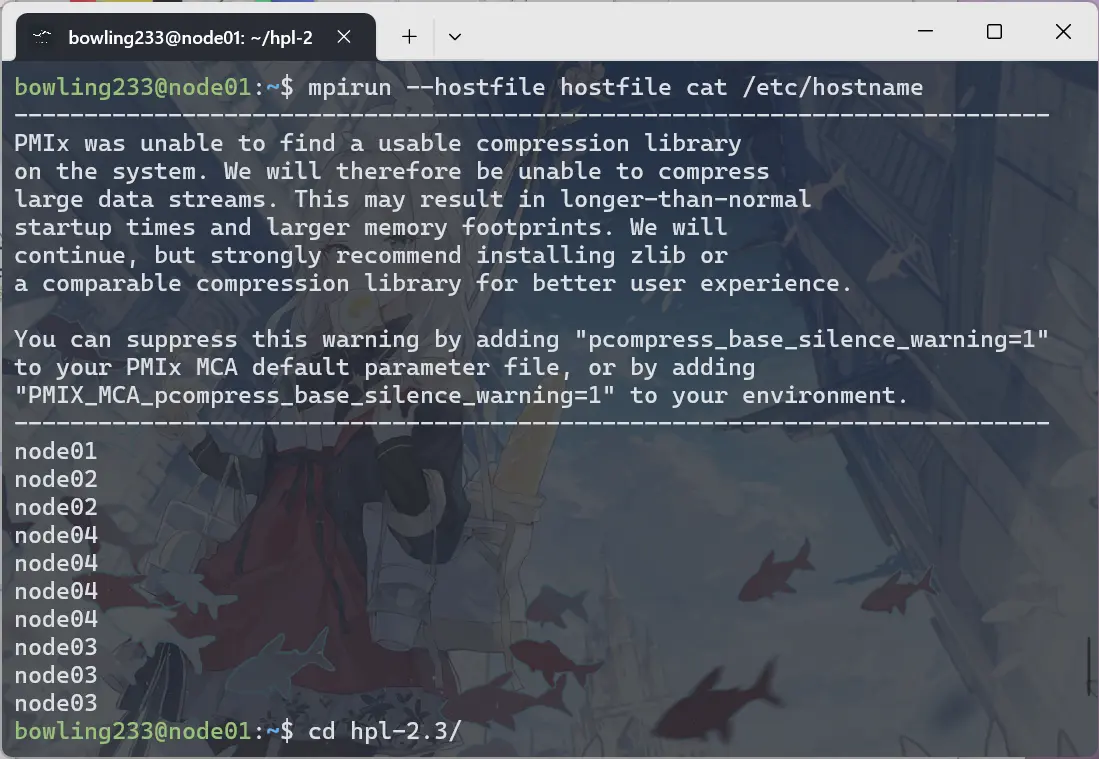 bowling233@node01: ~/hpl-2
bowling233@node01:~$ mpirun --hostfile hostfile cat /etc/hostname
--------------------------------------------------------------------------
PMIx was unable to find a usable compression library
on the system. We will therefore be unable to compress
large data streams. This may result in longer-than-normal
startup times and larger memory footprints. We will
continue, but strongly recommend installing zlib or
a comparable compression library for better user experience.
You can suppress this warning by adding "pcompress_base_silence_warning=1"
to your PMIx MCA default parameter file, or by adding
"PMIX_MCA_pcompress_base_silence_warning=1" to your environment.
--------------------------------------------------------------------------
node01
node02
node02
node04
node04
node04
node04
node03
node03
node03
bowling233@node01:~$ cd hpl-2.3/